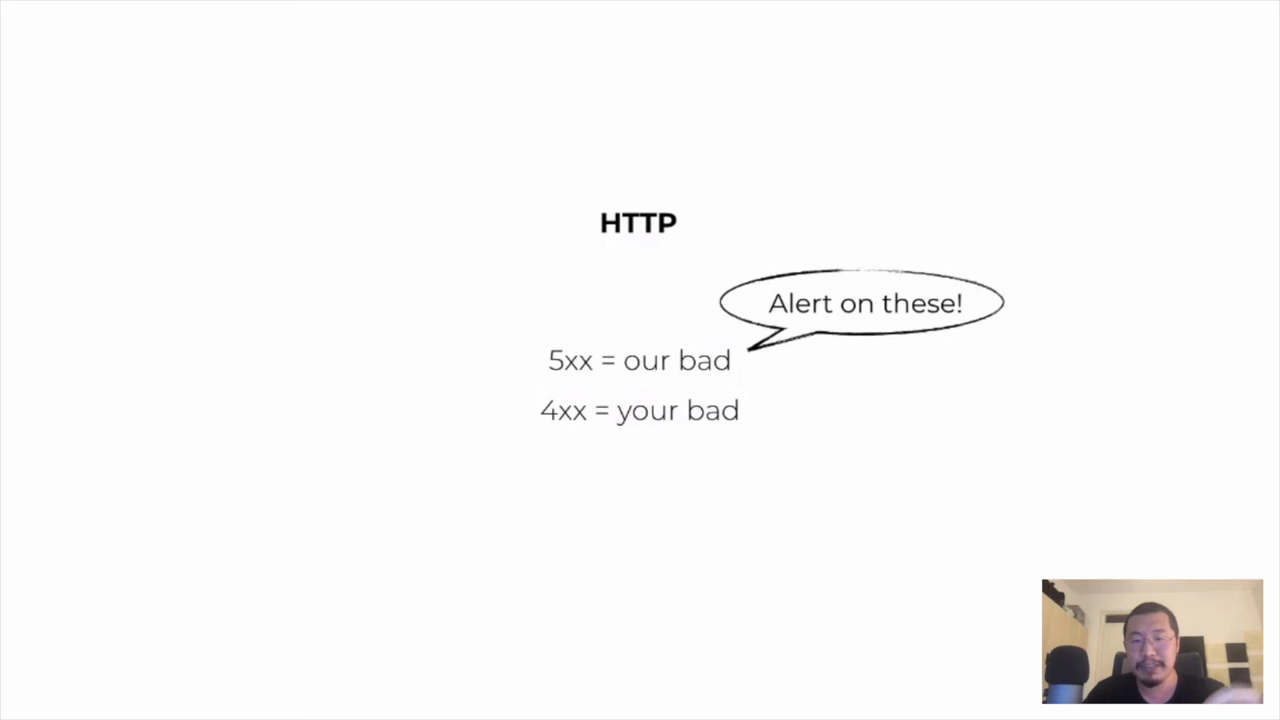 HTTP
Alert on these!
5xx = our bad
4xx = your bad